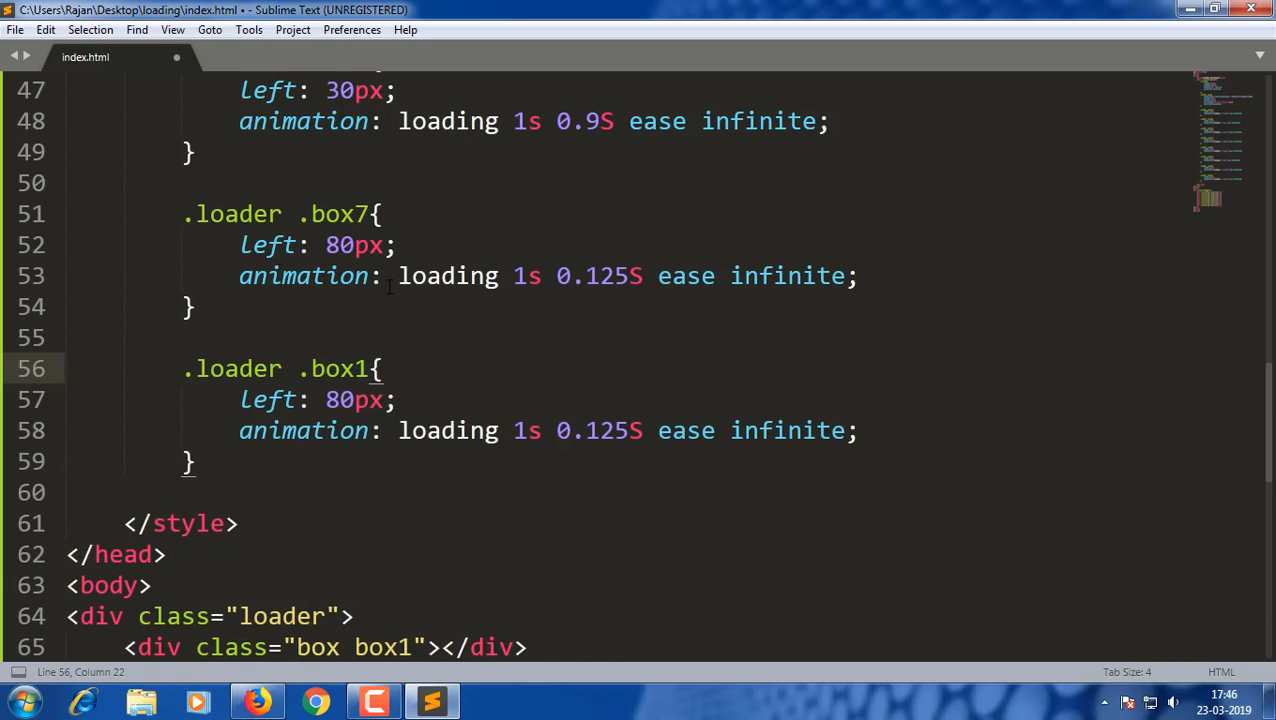 C:\Users\Rajan\Desktop\loading\index.html • - Sublime Text (UNREGISTERED)
File Edit Selection Find View Goto Tools Project Preferences Help
index.html
47 left: 30px;
48 animation: loading 1s 0.9S ease infinite;
49 }
50
51 .loader .box7{
52 left: 80px;
53 animation: loading 1s 0.125S ease infinite;
54 }
55
56 .loader .box1{
57 left: 80px;
58 animation: loading 1s 0.125S ease infinite;
59 }
60
61 </style>
62 </head>
63 <body>
64 <div class="loader">
65 <div class="box box1"></div>
Line 56, Column 22 Tab Size: 4 HTML
17:46
23-03-2019